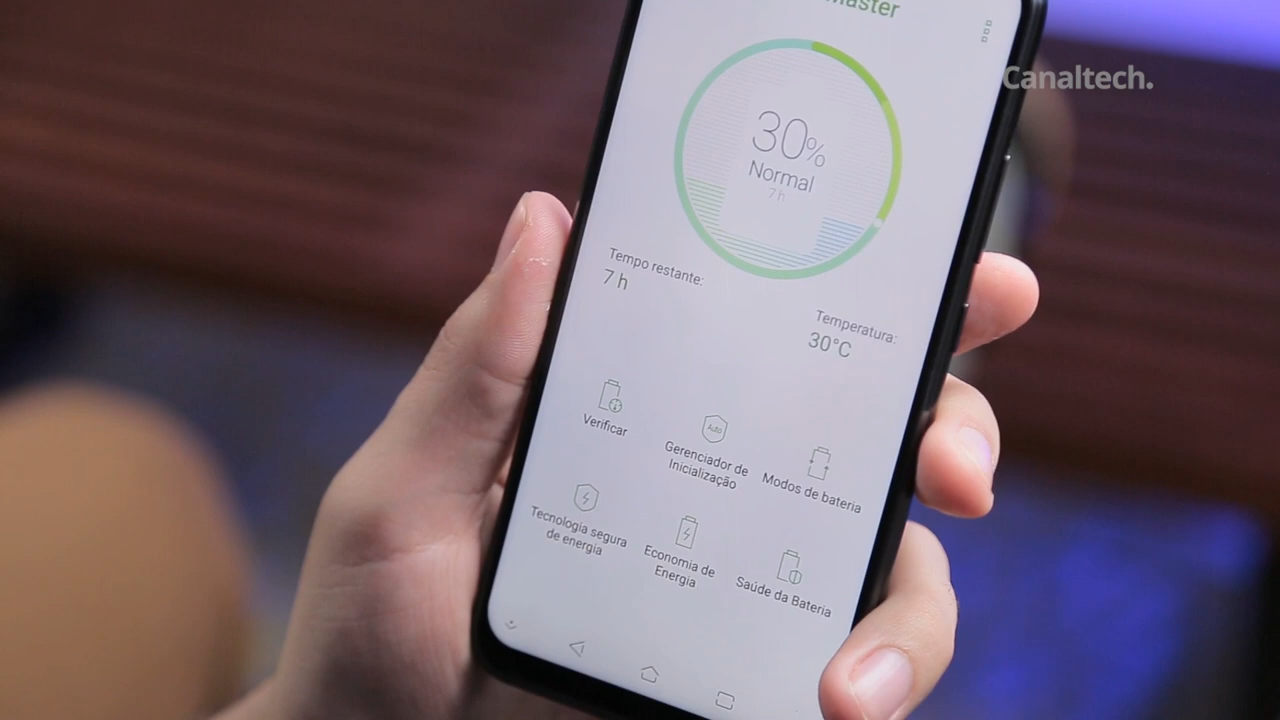 Master
Canaltech.
30%
Normal
7 h
Tempo restante:
7 h
Temperatura:
30°C
Verificar
Auto
Gerenciador de
Inicialização
Modos de bateria
Tecnologia segura
de energia
Economia de
Energia
Saúde da Bateria